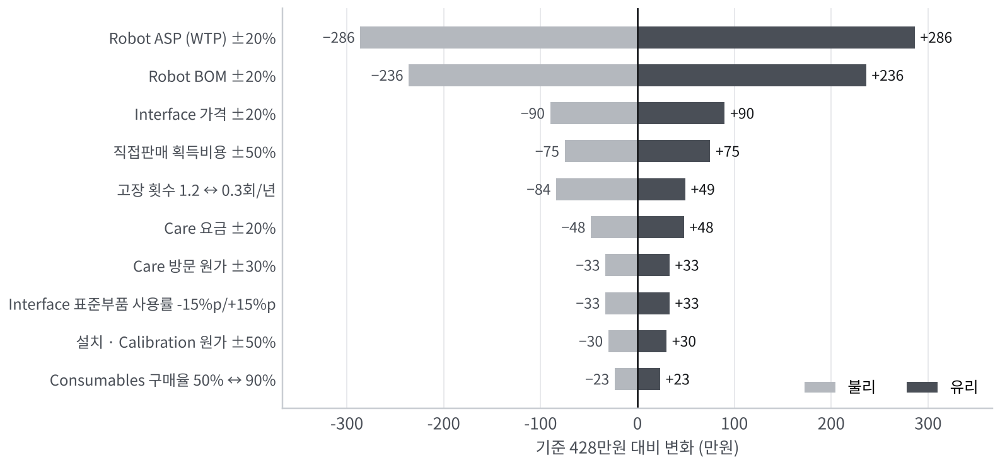 Robot ASP (WTP) ±20%
−286
+286
Robot BOM ±20%
−236
+236
Interface 가격 ±20%
−90
+90
직접판매 획득비용 ±50%
−75
+75
고장 횟수 1.2 ↔ 0.3회/년
−84
+49
Care 요금 ±20%
−48
+48
Care 방문 원가 ±30%
−33
+33
Interface 표준부품 사용률 -15%p/+15%p
−33
+33
설치 · Calibration 원가 ±50%
−30
+30
Consumables 구매율 50% ↔ 90%
−23
+23
불리
유리
-300
-200
-100
0
100
200
300
기준 428만원 대비 변화 (만원)